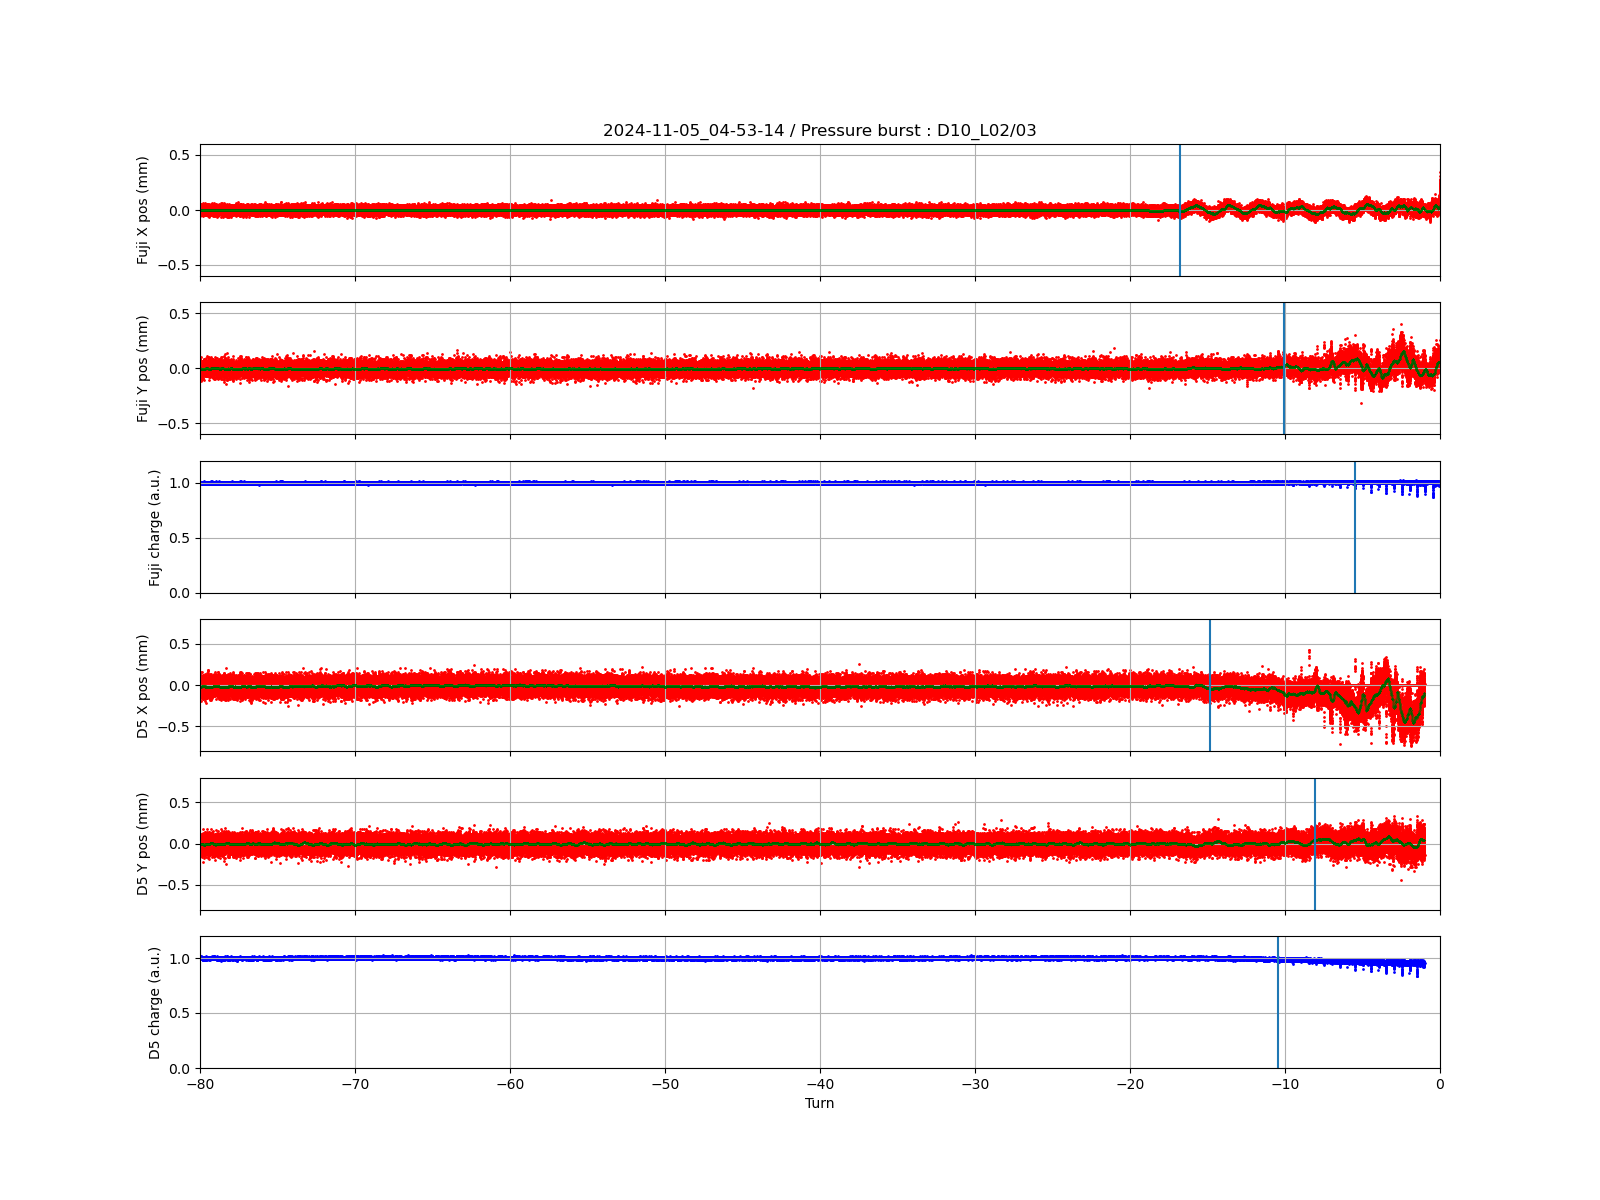 2024-11-05_04-53-14 / Pressure burst : D10_L02/03
0.5
0.0
−0.5
Fuji X pos (mm)
0.5
0.0
−0.5
Fuji Y pos (mm)
1.0
0.5
0.0
Fuji charge (a.u.)
0.5
0.0
−0.5
D5 X pos (mm)
0.5
0.0
−0.5
D5 Y pos (mm)
1.0
0.5
0.0
D5 charge (a.u.)
−80 −70 −60 −50 −40 −30 −20 −10 0
Turn